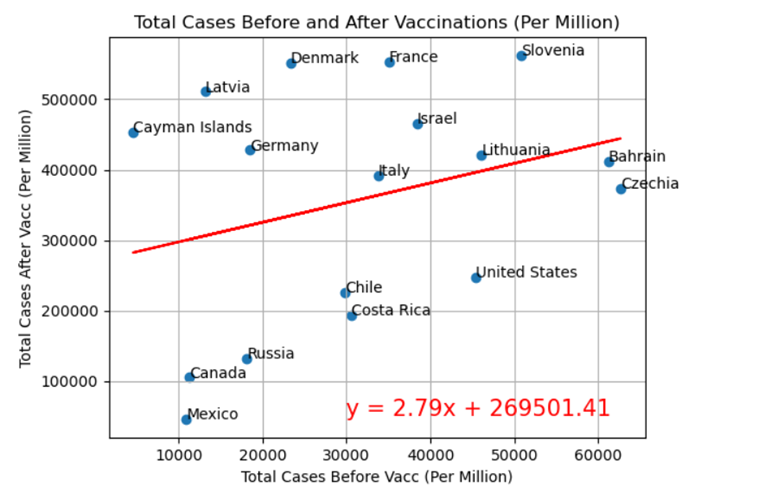 Total Cases Before and After Vaccinations (Per Million)
Slovenia
Denmark
France
500000
Latvia
Israel
Cayman Islands
Germany
Lithuania
400000
Bahrain
Italy
Czechia
300000
United States
Chile
200000
Costa Rica
Russia
100000
Canada
Mexico
y = 2.79x + 269501.41
Total Cases After Vacc (Per Million)
10000 20000 30000 40000 50000 60000
Total Cases Before Vacc (Per Million)